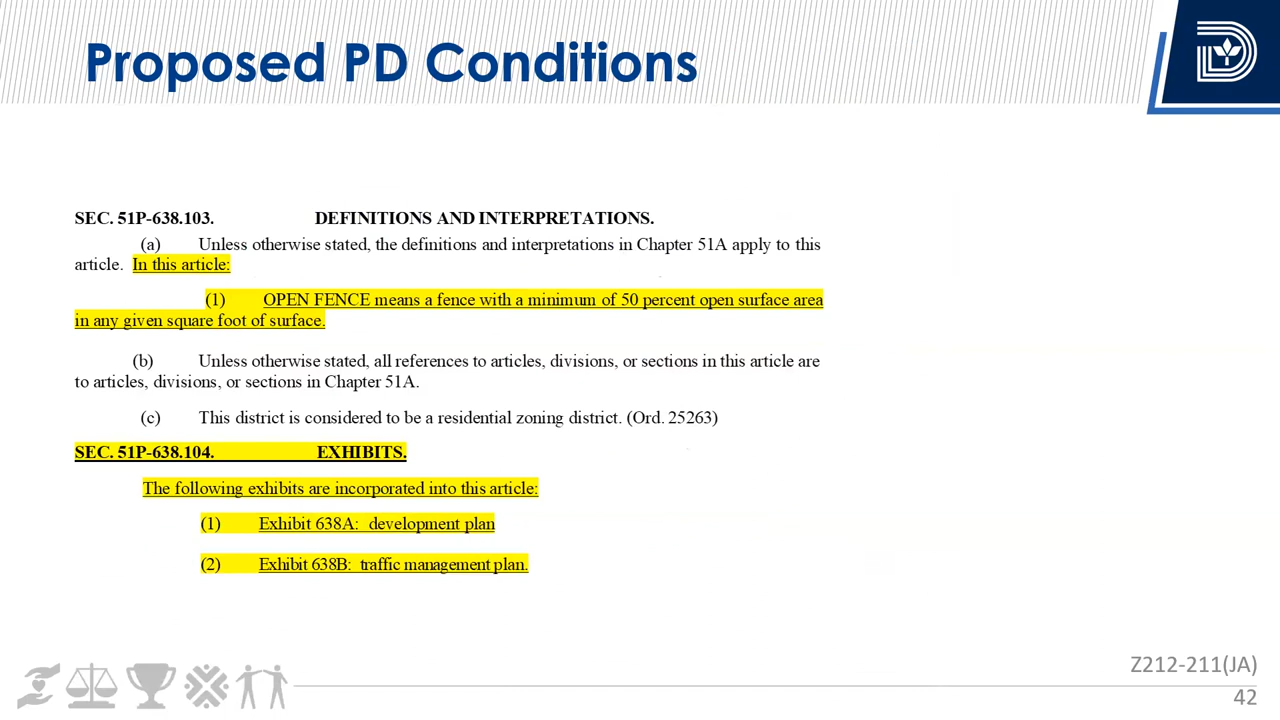 Proposed PD Conditions
SEC. 51P-638.103. DEFINITIONS AND INTERPRETATIONS.
(a) Unless otherwise stated, the definitions and interpretations in Chapter 51A apply to this
article. In this article:
(1) OPEN FENCE means a fence with a minimum of 50 percent open surface area
in any given square foot of surface.
(b) Unless otherwise stated, all references to articles, divisions, or sections in this article are
to articles, divisions, or sections in Chapter 51A.
(c) This district is considered to be a residential zoning district. (Ord. 25263)
SEC. 51P-638.104. EXHIBITS.
The following exhibits are incorporated into this article:
(1) Exhibit 638A: development plan
(2) Exhibit 638B: traffic management plan.
Z212-211(JA)
42